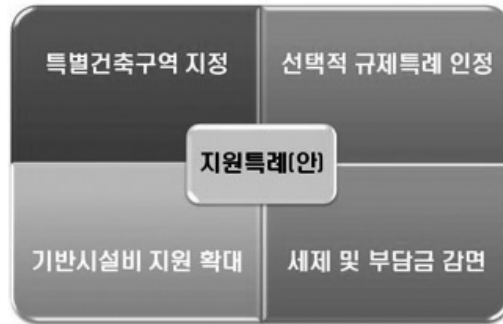 특별건축구역 지정
선택적 규제특례 인정
지원특례(안)
기반시설비 지원 확대
세제 및 부담금 감면